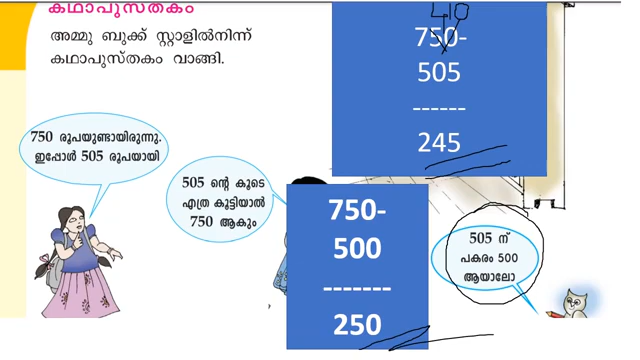 കഥാപുസ്തകം
അമ്മു ബുക്ക് സ്റ്റാളിൽനിന്ന്
കഥാപുസ്തകം വാങ്ങി.
410
750-
505
------
245
750 രൂപയുണ്ടായിരുന്നു.
ഇപ്പോൾ 505 രൂപയായി
505 ന്റെ കൂടെ
എത്ര കൂട്ടിയാൽ
750 ആകും
750-
500
-------
250
505 ന്
പകരം 500
ആയാലോ